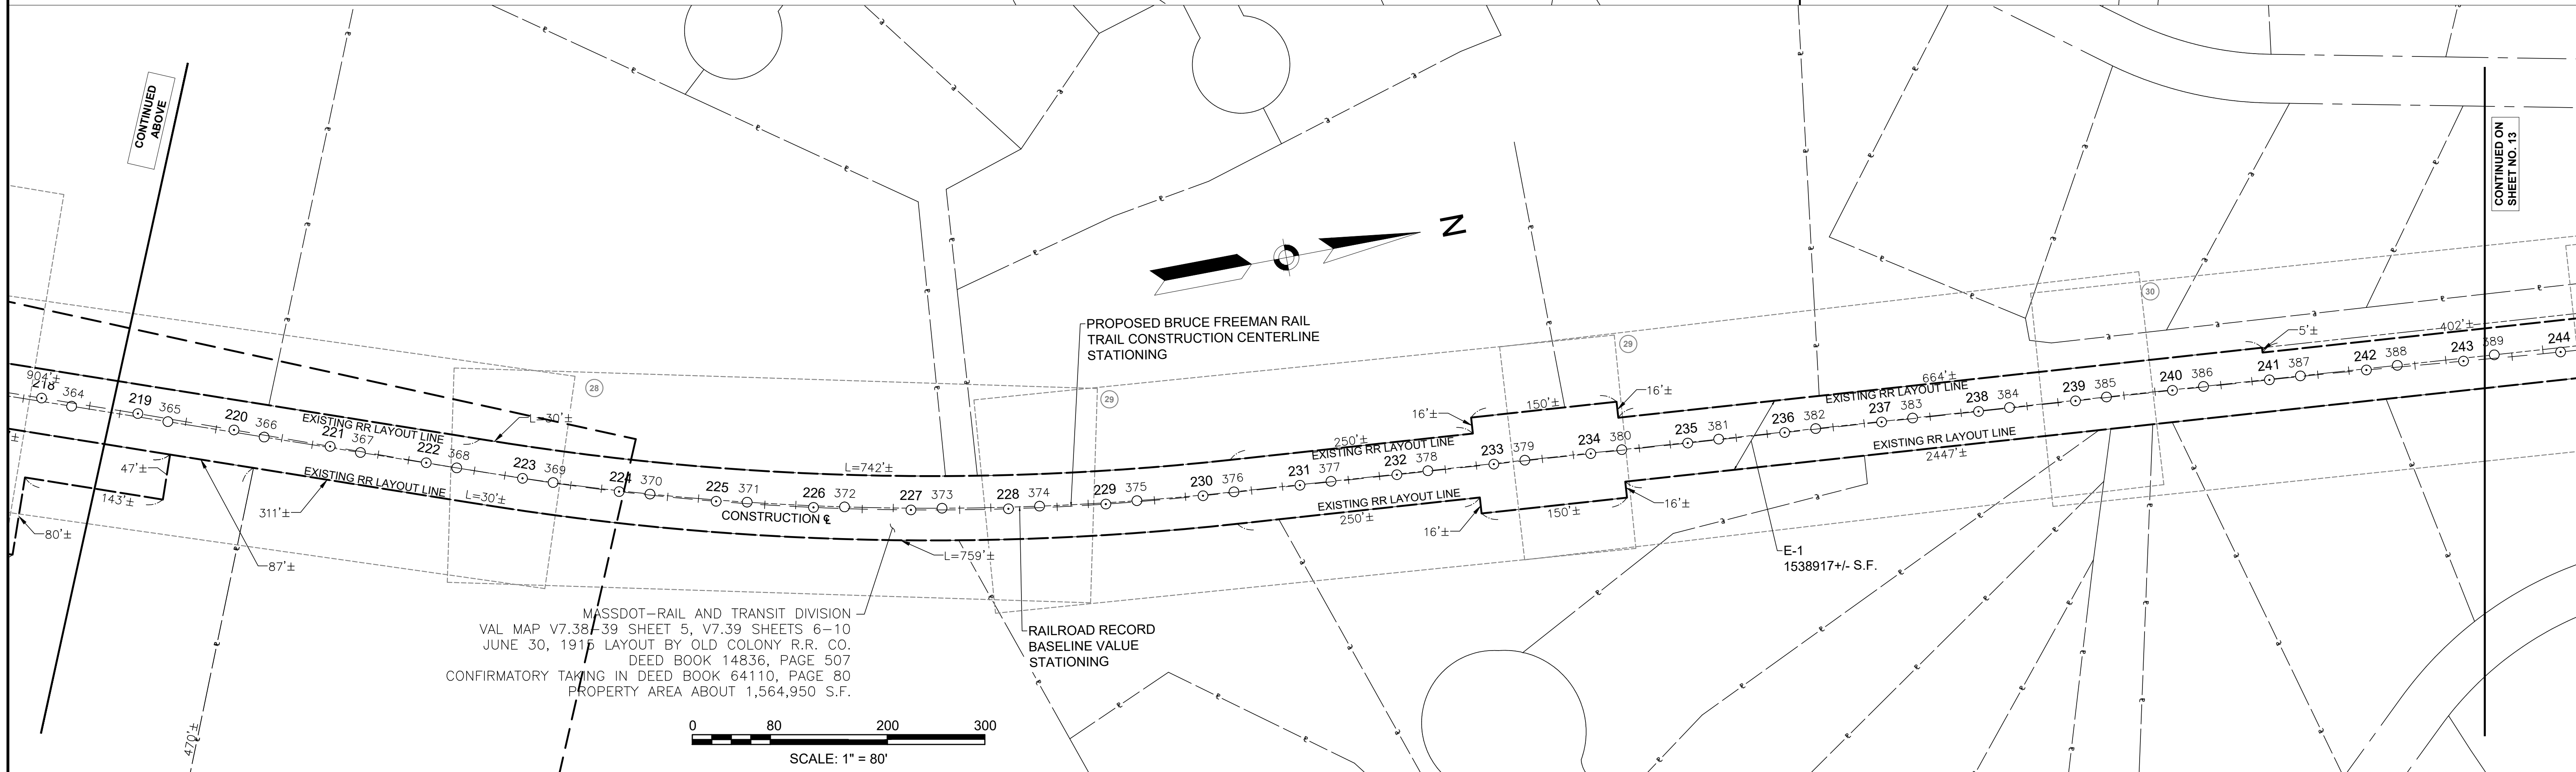 CONTINUED
ABOVE
CONTINUED ON
SHEET NO. 13
N
PROPOSED BRUCE FREEMAN RAIL
TRAIL CONSTRUCTION CENTERLINE
STATIONING
28
29
29
30
904'±
218 364 219 365 220 366 221 367 222 368 223 369 224 370 225 371 226 372 227 373 228 374 229 375 230 376 231 377 232 378 233 379 234 380 235 381 236 382 237 383 238 384 239 385 240 386 241 387 242 388 243 389 244
EXISTING RR LAYOUT LINE
L=30'±
L=742'±
250'±
EXISTING RR LAYOUT LINE
16'±
150'±
16'±
664'±
EXISTING RR LAYOUT LINE
5'±
402'±
47'±
143'±
80'±
87'±
311'±
EXISTING RR LAYOUT LINE
L=30'±
CONSTRUCTION ℄
L=759'±
EXISTING RR LAYOUT LINE
250'±
16'±
150'±
16'±
EXISTING RR LAYOUT LINE
2447'±
E-1
1538917+/- S.F.
470'±
MASSDOT-RAIL AND TRANSIT DIVISION
VAL MAP V7.38-39 SHEET 5, V7.39 SHEETS 6-10
JUNE 30, 1915 LAYOUT BY OLD COLONY R.R. CO.
DEED BOOK 14836, PAGE 507
CONFIRMATORY TAKING IN DEED BOOK 64110, PAGE 80
PROPERTY AREA ABOUT 1,564,950 S.F.
RAILROAD RECORD
BASELINE VALUE
STATIONING
0 80 200 300
SCALE: 1" = 80'